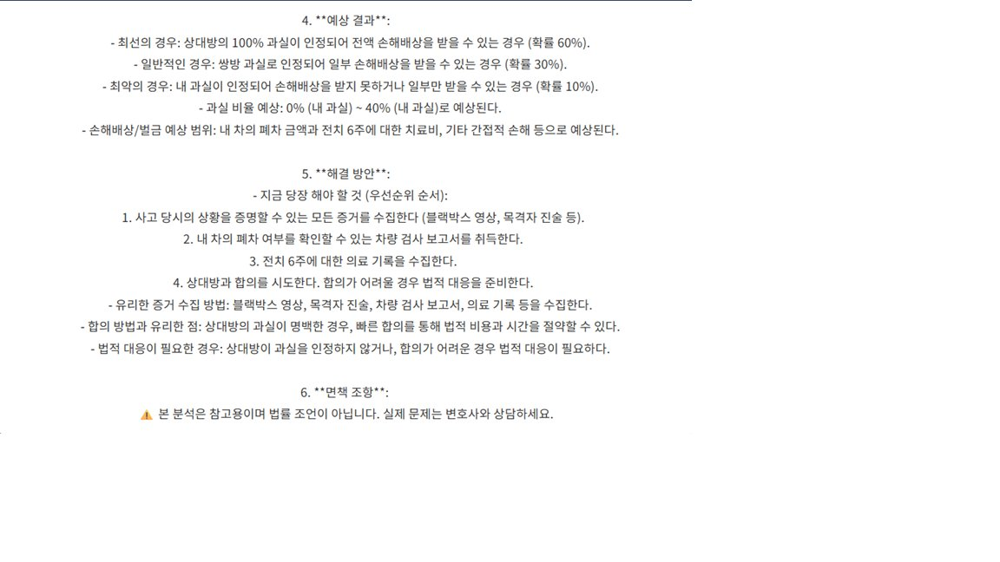 4. **예상 결과**:
- 최선의 경우: 상대방의 100% 과실이 인정되어 전액 손해배상을 받을 수 있는 경우 (확률 60%).
- 일반적인 경우: 쌍방 과실로 인정되어 일부 손해배상을 받을 수 있는 경우 (확률 30%).
- 최악의 경우: 내 과실이 인정되어 손해배상을 받지 못하거나 일부만 받을 수 있는 경우 (확률 10%).
- 과실 비율 예상: 0% (내 과실) ~ 40% (내 과실)로 예상된다.
- 손해배상/벌금 예상 범위: 내 차의 폐차 금액과 전치 6주에 대한 치료비, 기타 간접적 손해 등으로 예상된다.
5. **해결 방안**:
- 지금 당장 해야 할 것 (우선순위 순서):
1. 사고 당시의 상황을 증명할 수 있는 모든 증거를 수집한다 (블랙박스 영상, 목격자 진술 등).
2. 내 차의 폐차 여부를 확인할 수 있는 차량 검사 보고서를 취득한다.
3. 전치 6주에 대한 의료 기록을 수집한다.
4. 상대방과 합의를 시도한다. 합의가 어려울 경우 법적 대응을 준비한다.
- 유리한 증거 수집 방법: 블랙박스 영상, 목격자 진술, 차량 검사 보고서, 의료 기록 등을 수집한다.
- 합의 방법과 유리한 점: 상대방의 과실이 명백한 경우, 빠른 합의를 통해 법적 비용과 시간을 절약할 수 있다.
- 법적 대응이 필요한 경우: 상대방이 과실을 인정하지 않거나, 합의가 어려운 경우 법적 대응이 필요하다.
6. **면책 조항**:
⚠️ 본 분석은 참고용이며 법률 조언이 아닙니다. 실제 문제는 변호사와 상담하세요.